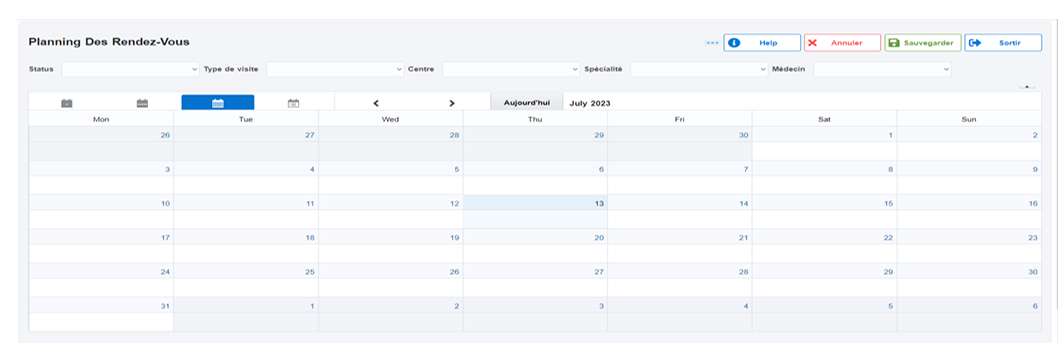 Planning Des Rendez-Vous
Help Annuler Sauvegarder Sortir
Status Type de visite Centre Spécialité Médecin
Aujourd'hui July 2023
Mon Tue Wed Thu Fri Sat Sun
26 27 28 29 30 1 2
3 4 5 6 7 8 9
10 11 12 13 14 15 16
17 18 19 20 21 22 23
24 25 26 27 28 29 30
31 1 2 3 4 5 6